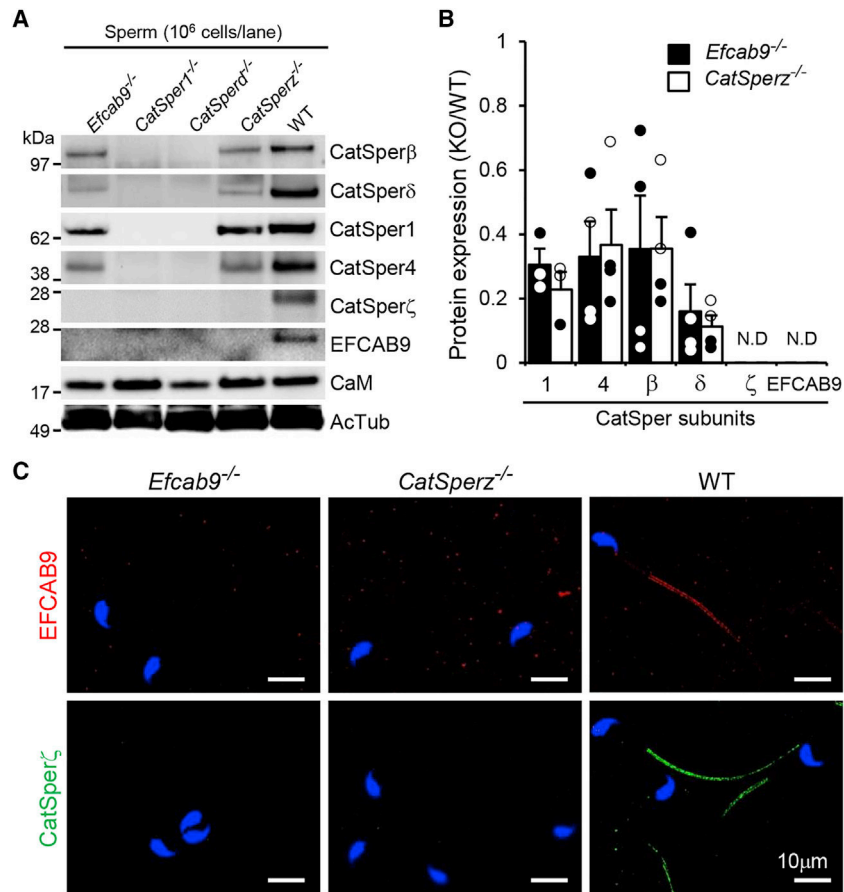 A
Sperm (10⁶ cells/lane)
Efcab9⁻/⁻
CatSper1⁻/⁻
CatSperd⁻/⁻
CatSperz⁻/⁻
WT
kDa
97
CatSperβ
CatSperδ
62
CatSper1
38
CatSper4
28
CatSperζ
28
EFCAB9
17
CaM
49
AcTub
B
Protein expression (KO/WT)
1
0.8
0.6
0.4
0.2
0
Efcab9⁻/⁻
CatSperz⁻/⁻
N.D N.D
1 4 β δ ζ EFCAB9
CatSper subunits
C
Efcab9⁻/⁻ CatSperz⁻/⁻ WT
EFCAB9
CatSperζ
10μm